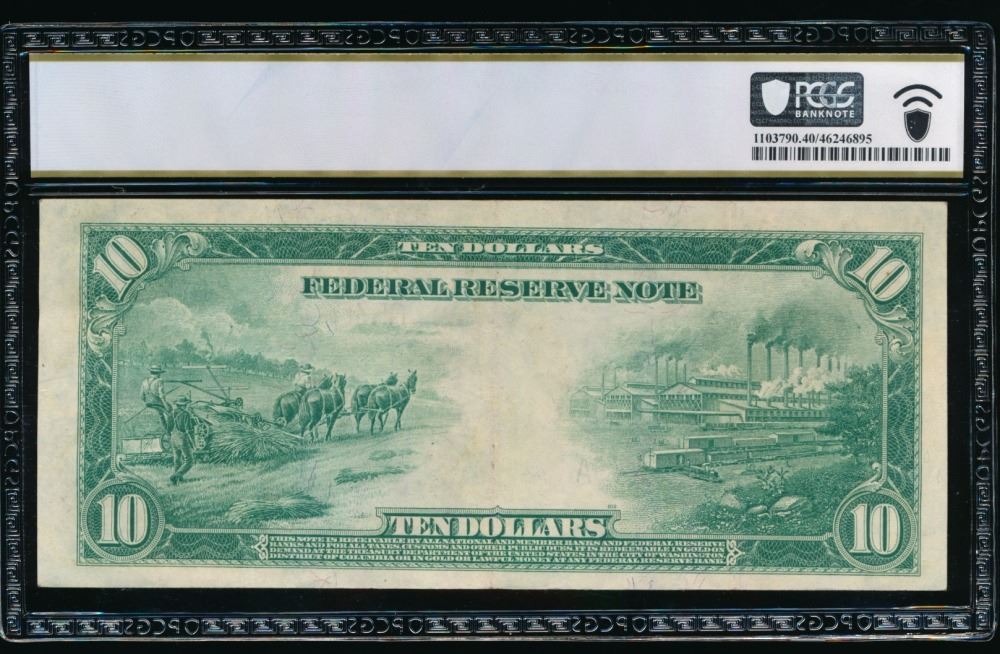 PCGS
BANKNOTE
1103790.40/46246895
10 TEN DOLLARS 10
FEDERAL RESERVE NOTE
10 TEN DOLLARS 10
THIS NOTE IS RECEIVABLE BY ALL NATIONAL AND MEMBER BANKS AND FEDERAL RESERVE
BANKS AND FOR ALL TAXES, CUSTOMS AND OTHER PUBLIC DUES. IT IS REDEEMABLE IN GOLD ON
DEMAND AT THE TREASURY DEPARTMENT OF THE UNITED STATES IN THE CITY OF WASHINGTON,
DISTRICT OF COLUMBIA OR IN GOLD OR LAWFUL MONEY AT ANY FEDERAL RESERVE BANK.